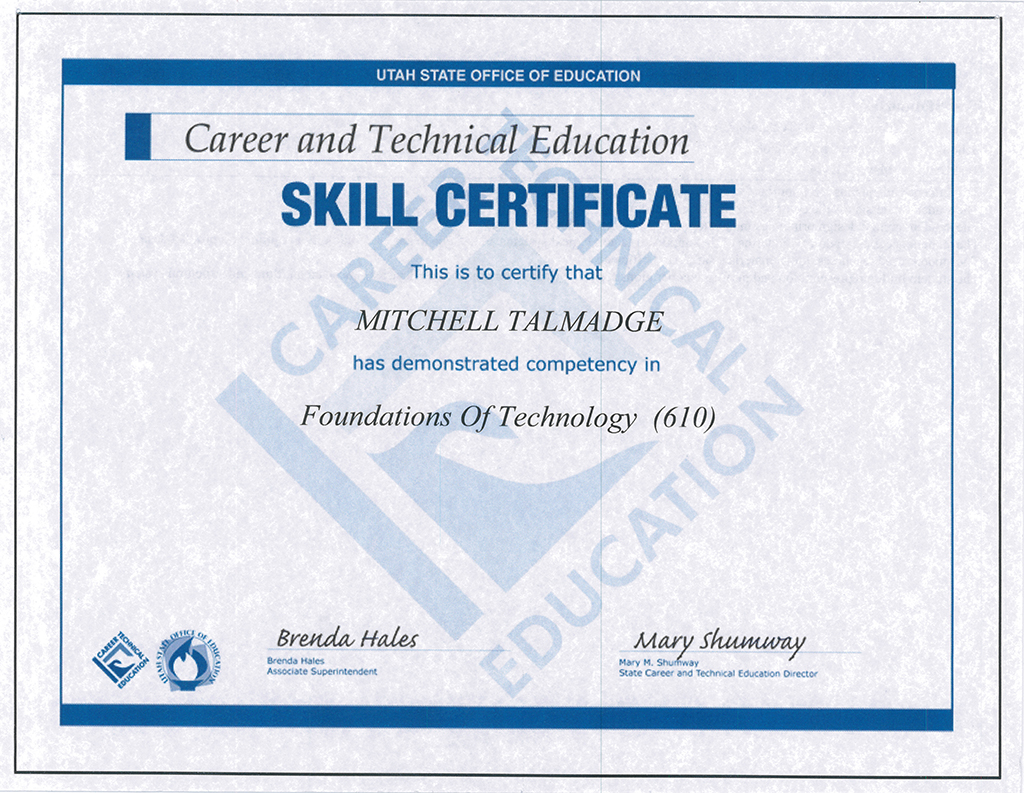 UTAH STATE OFFICE OF EDUCATION
Career and Technical Education
SKILL CERTIFICATE
This is to certify that
MITCHELL TALMADGE
has demonstrated competency in
Foundations Of Technology (610)
CAREER TECHNICAL
EDUCATION
CAREER TECHNICAL
EDUCATION
UTAH STATE OFFICE OF EDUCATION
Brenda Hales
Brenda Hales
Associate Superintendent
Mary Shumway
Mary M. Shumway
State Career and Technical Education Director